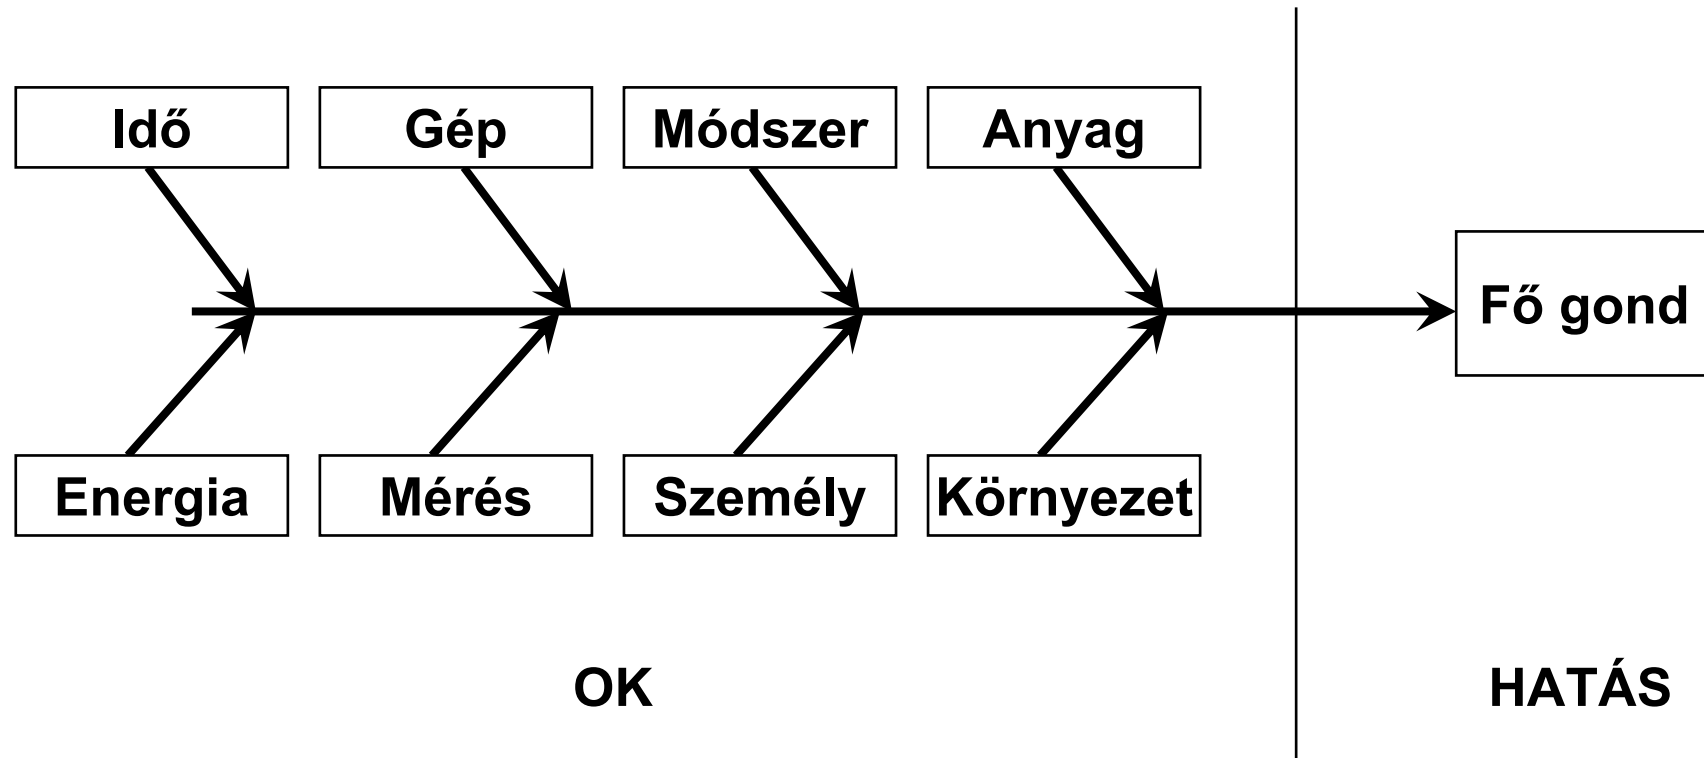 Idő
Gép
Módszer
Anyag
Fő gond
Energia
Mérés
Személy
Környezet
OK
HATÁS